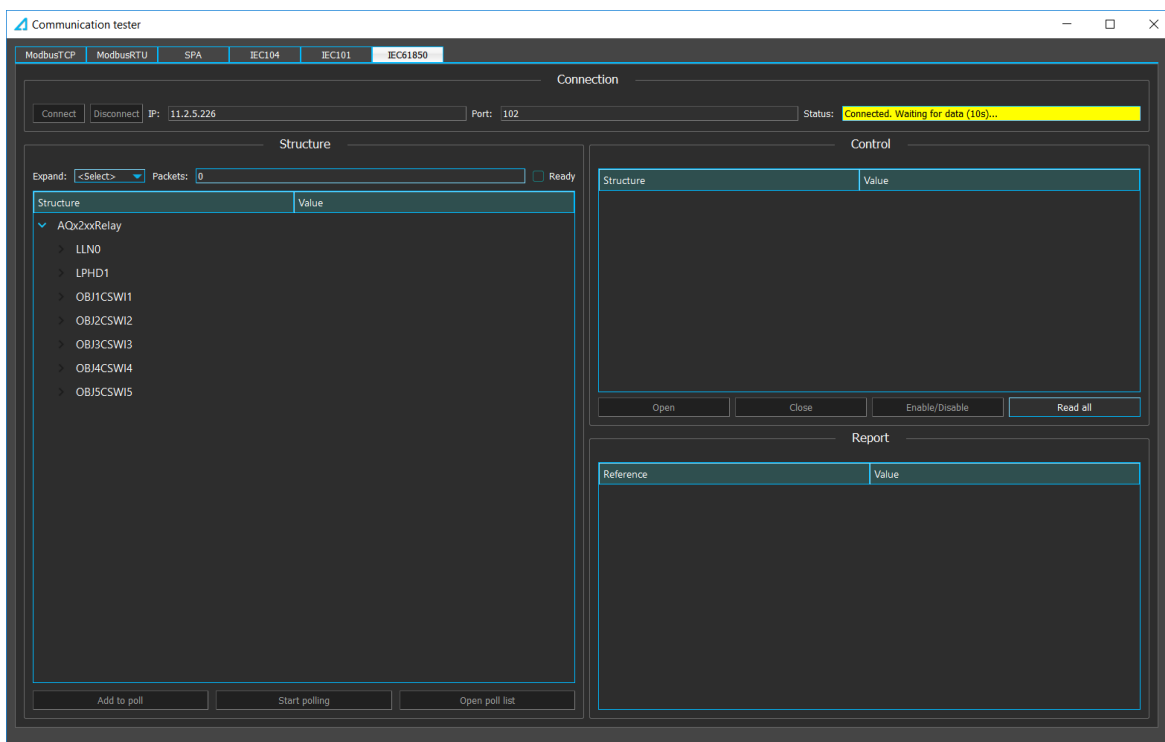 Communication tester
ModbusTCP ModbusRTU SPA IEC104 IEC101 IEC61850
Connection
Connect Disconnect IP: 11.2.5.226 Port: 102 Status: Connected. Waiting for data (10s)...
Structure
Expand: <Select> Packets: 0 Ready
Structure Value
AQx2xxRelay
LLN0
LPHD1
OBJ1CSWI1
OBJ2CSWI2
OBJ3CSWI3
OBJ4CSWI4
OBJ5CSWI5
Add to poll Start polling Open poll list
Control
Structure Value
Open Close Enable/Disable Read all
Report
Reference Value